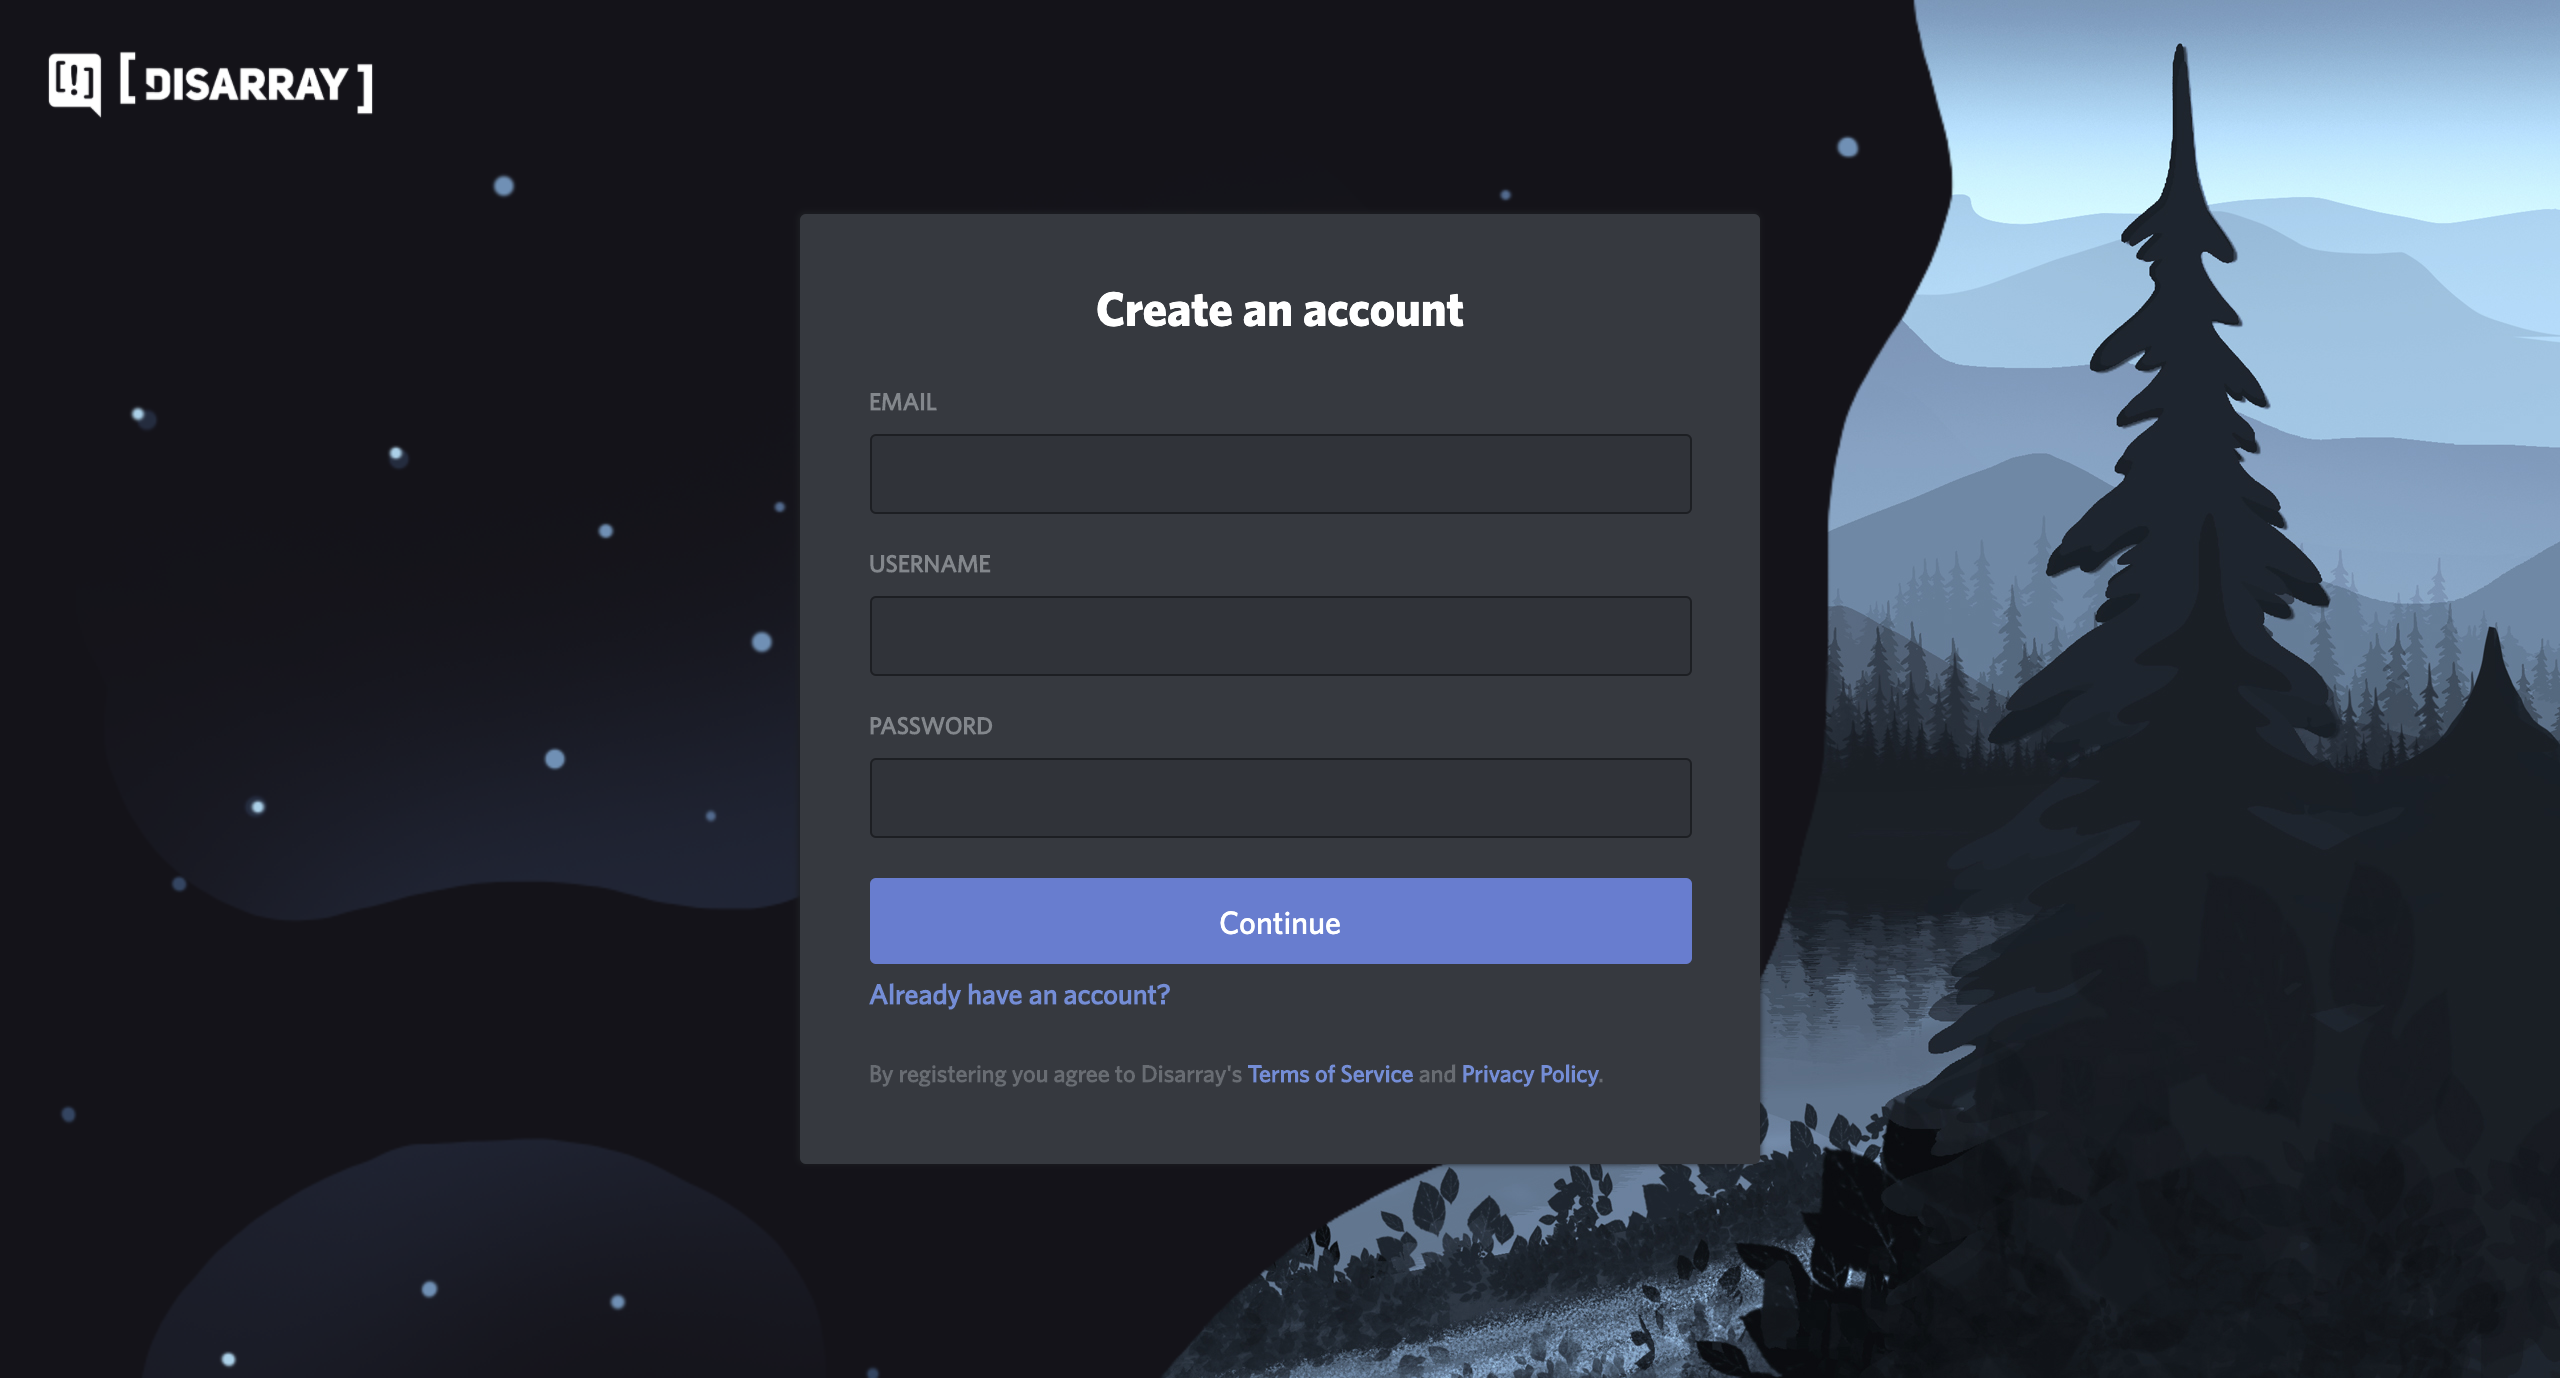 [!] [ DISARRAY ]
Create an account
EMAIL
USERNAME
PASSWORD
Continue
Already have an account?
By registering you agree to Disarray's Terms of Service and Privacy Policy.